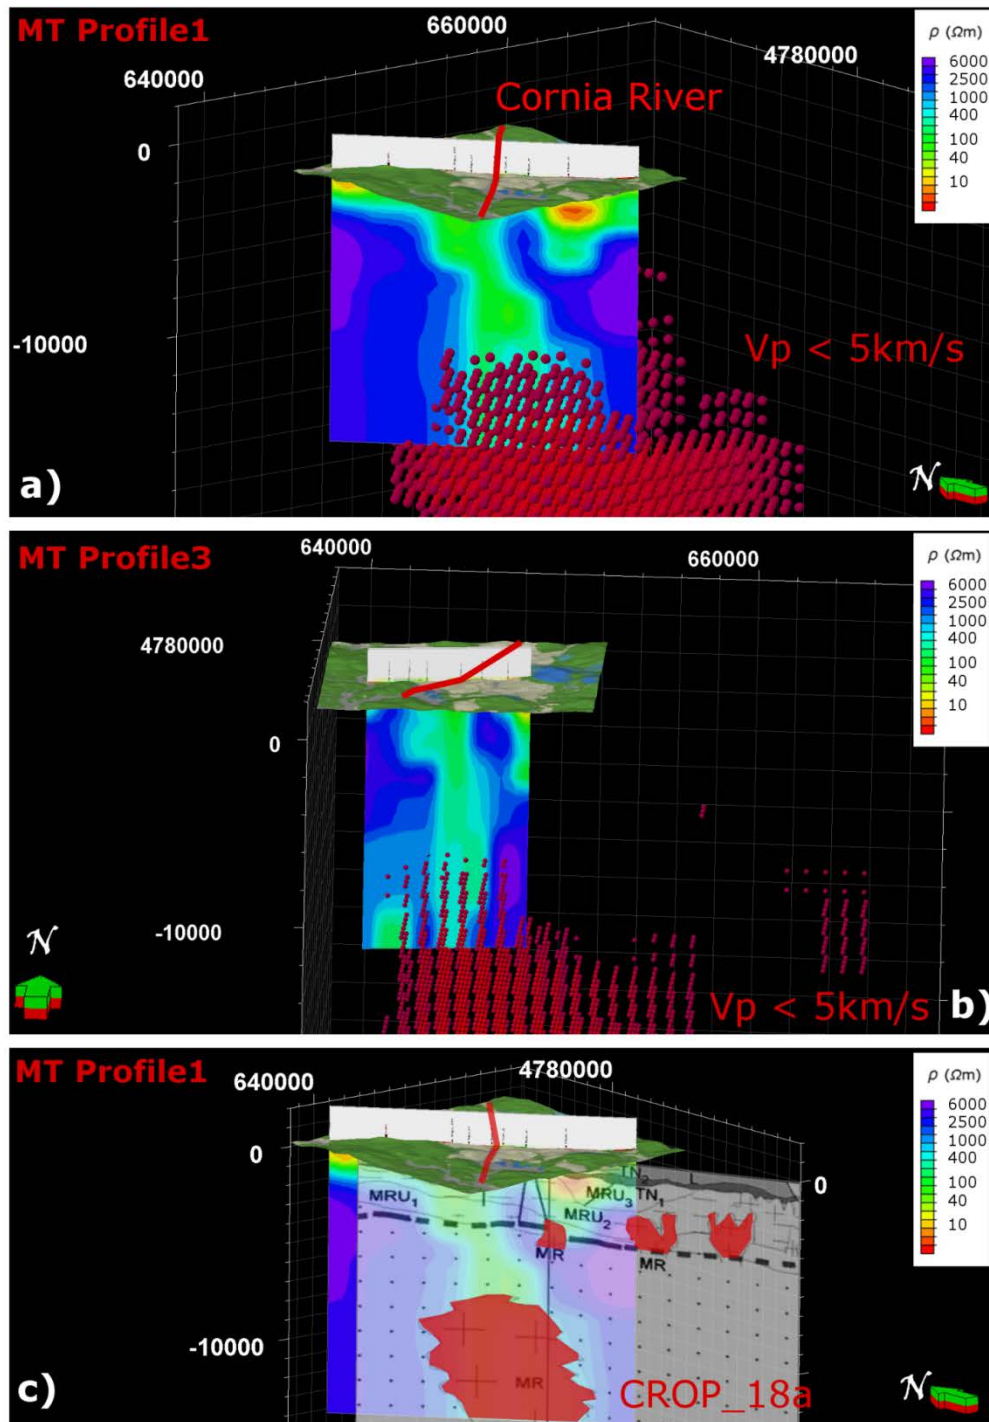 MT Profile1
660000
640000
4780000
ρ (Ωm)
6000
2500
1000
400
100
40
10
Cornia River
0
-10000
Vp < 5km/s
a)
N
MT Profile3
640000
660000
ρ (Ωm)
6000
2500
1000
400
100
40
10
4780000
0
N
-10000
Vp < 5km/s
b)
MT Profile1
640000
4780000
ρ (Ωm)
6000
2500
1000
400
100
40
10
0
0
TN2
MRU1
MRU3
TN1
MRU2
MR
MR
-10000
MR
CROP_18a
c)
N